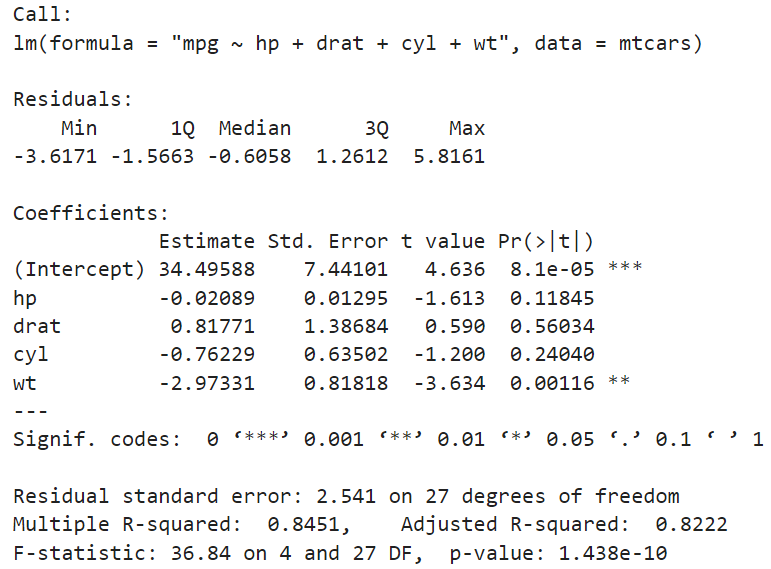 Call:
lm(formula = "mpg ~ hp + drat + cyl + wt", data = mtcars)

Residuals:
    Min      1Q  Median      3Q     Max
-3.6171 -1.5663 -0.6058  1.2612  5.8161

Coefficients:
            Estimate Std. Error t value Pr(>|t|)
(Intercept) 34.49588    7.44101   4.636  8.1e-05 ***
hp          -0.02089    0.01295  -1.613  0.11845
drat         0.81771    1.38684   0.590  0.56034
cyl         -0.76229    0.63502  -1.200  0.24040
wt          -2.97331    0.81818  -3.634  0.00116 **
---
Signif. codes:  0 ‘***’ 0.001 ‘**’ 0.01 ‘*’ 0.05 ‘.’ 0.1 ‘ ’ 1

Residual standard error: 2.541 on 27 degrees of freedom
Multiple R-squared:  0.8451,    Adjusted R-squared:  0.8222
F-statistic: 36.84 on 4 and 27 DF,  p-value: 1.438e-10